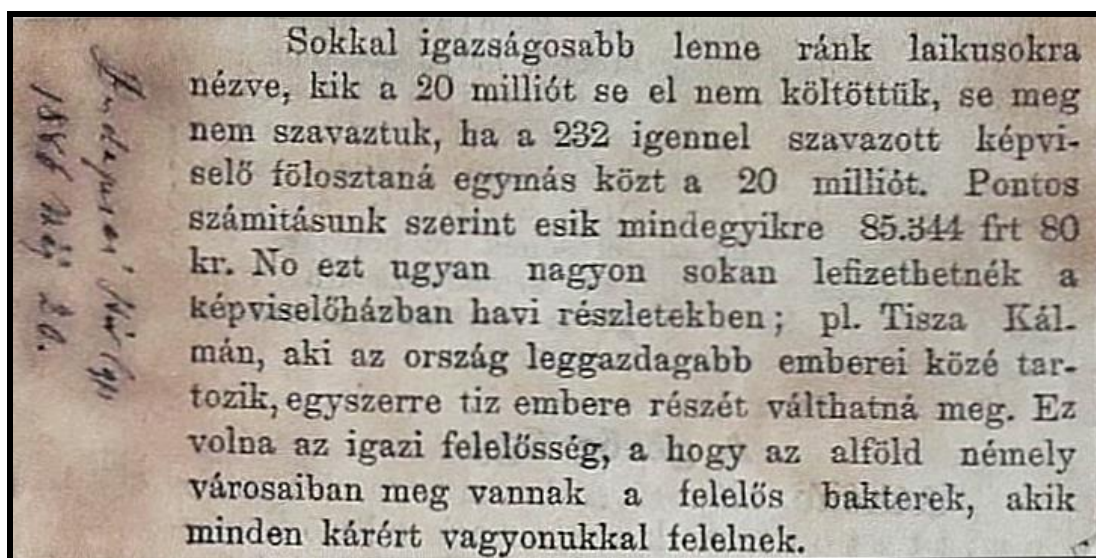 Sokkal igazságosabb lenne ránk laikusokra
nézve, kik a 20 milliót se el nem költöttük, se meg
nem szavaztuk, ha a 232 igennel szavazott képvi-
selő fölosztaná egymás közt a 20 milliót. Pontos
számitásunk szerint esik mindegyikre 85.344 frt 80
kr. No ezt ugyan nagyon sokan lefizethetnék a
képviselőházban havi részletekben; pl. Tisza Kál-
mán, aki az ország leggazdagabb emberei közé tar-
tozik, egyszerre tiz embere részét válthatná meg. Ez
volna az igazi felelősség, a hogy az alföld némely
városaiban meg vannak a felelős bakterek, akik
minden kárért vagyonukkal felelnek.